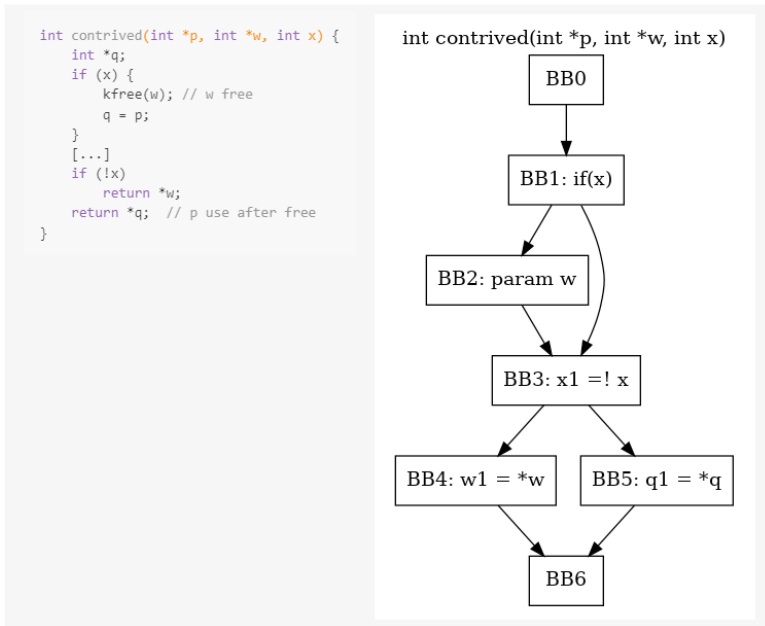 int contrived(int *p, int *w, int x) {
    int *q;
    if (x) {
        kfree(w); // w free
        q = p;
    }
    [...]
    if (!x)
        return *w;
    return *q;  // p use after free
}
int contrived(int *p, int *w, int x)
BB0
BB1: if(x)
BB2: param w
BB3: x1 =! x
BB4: w1 = *w
BB5: q1 = *q
BB6